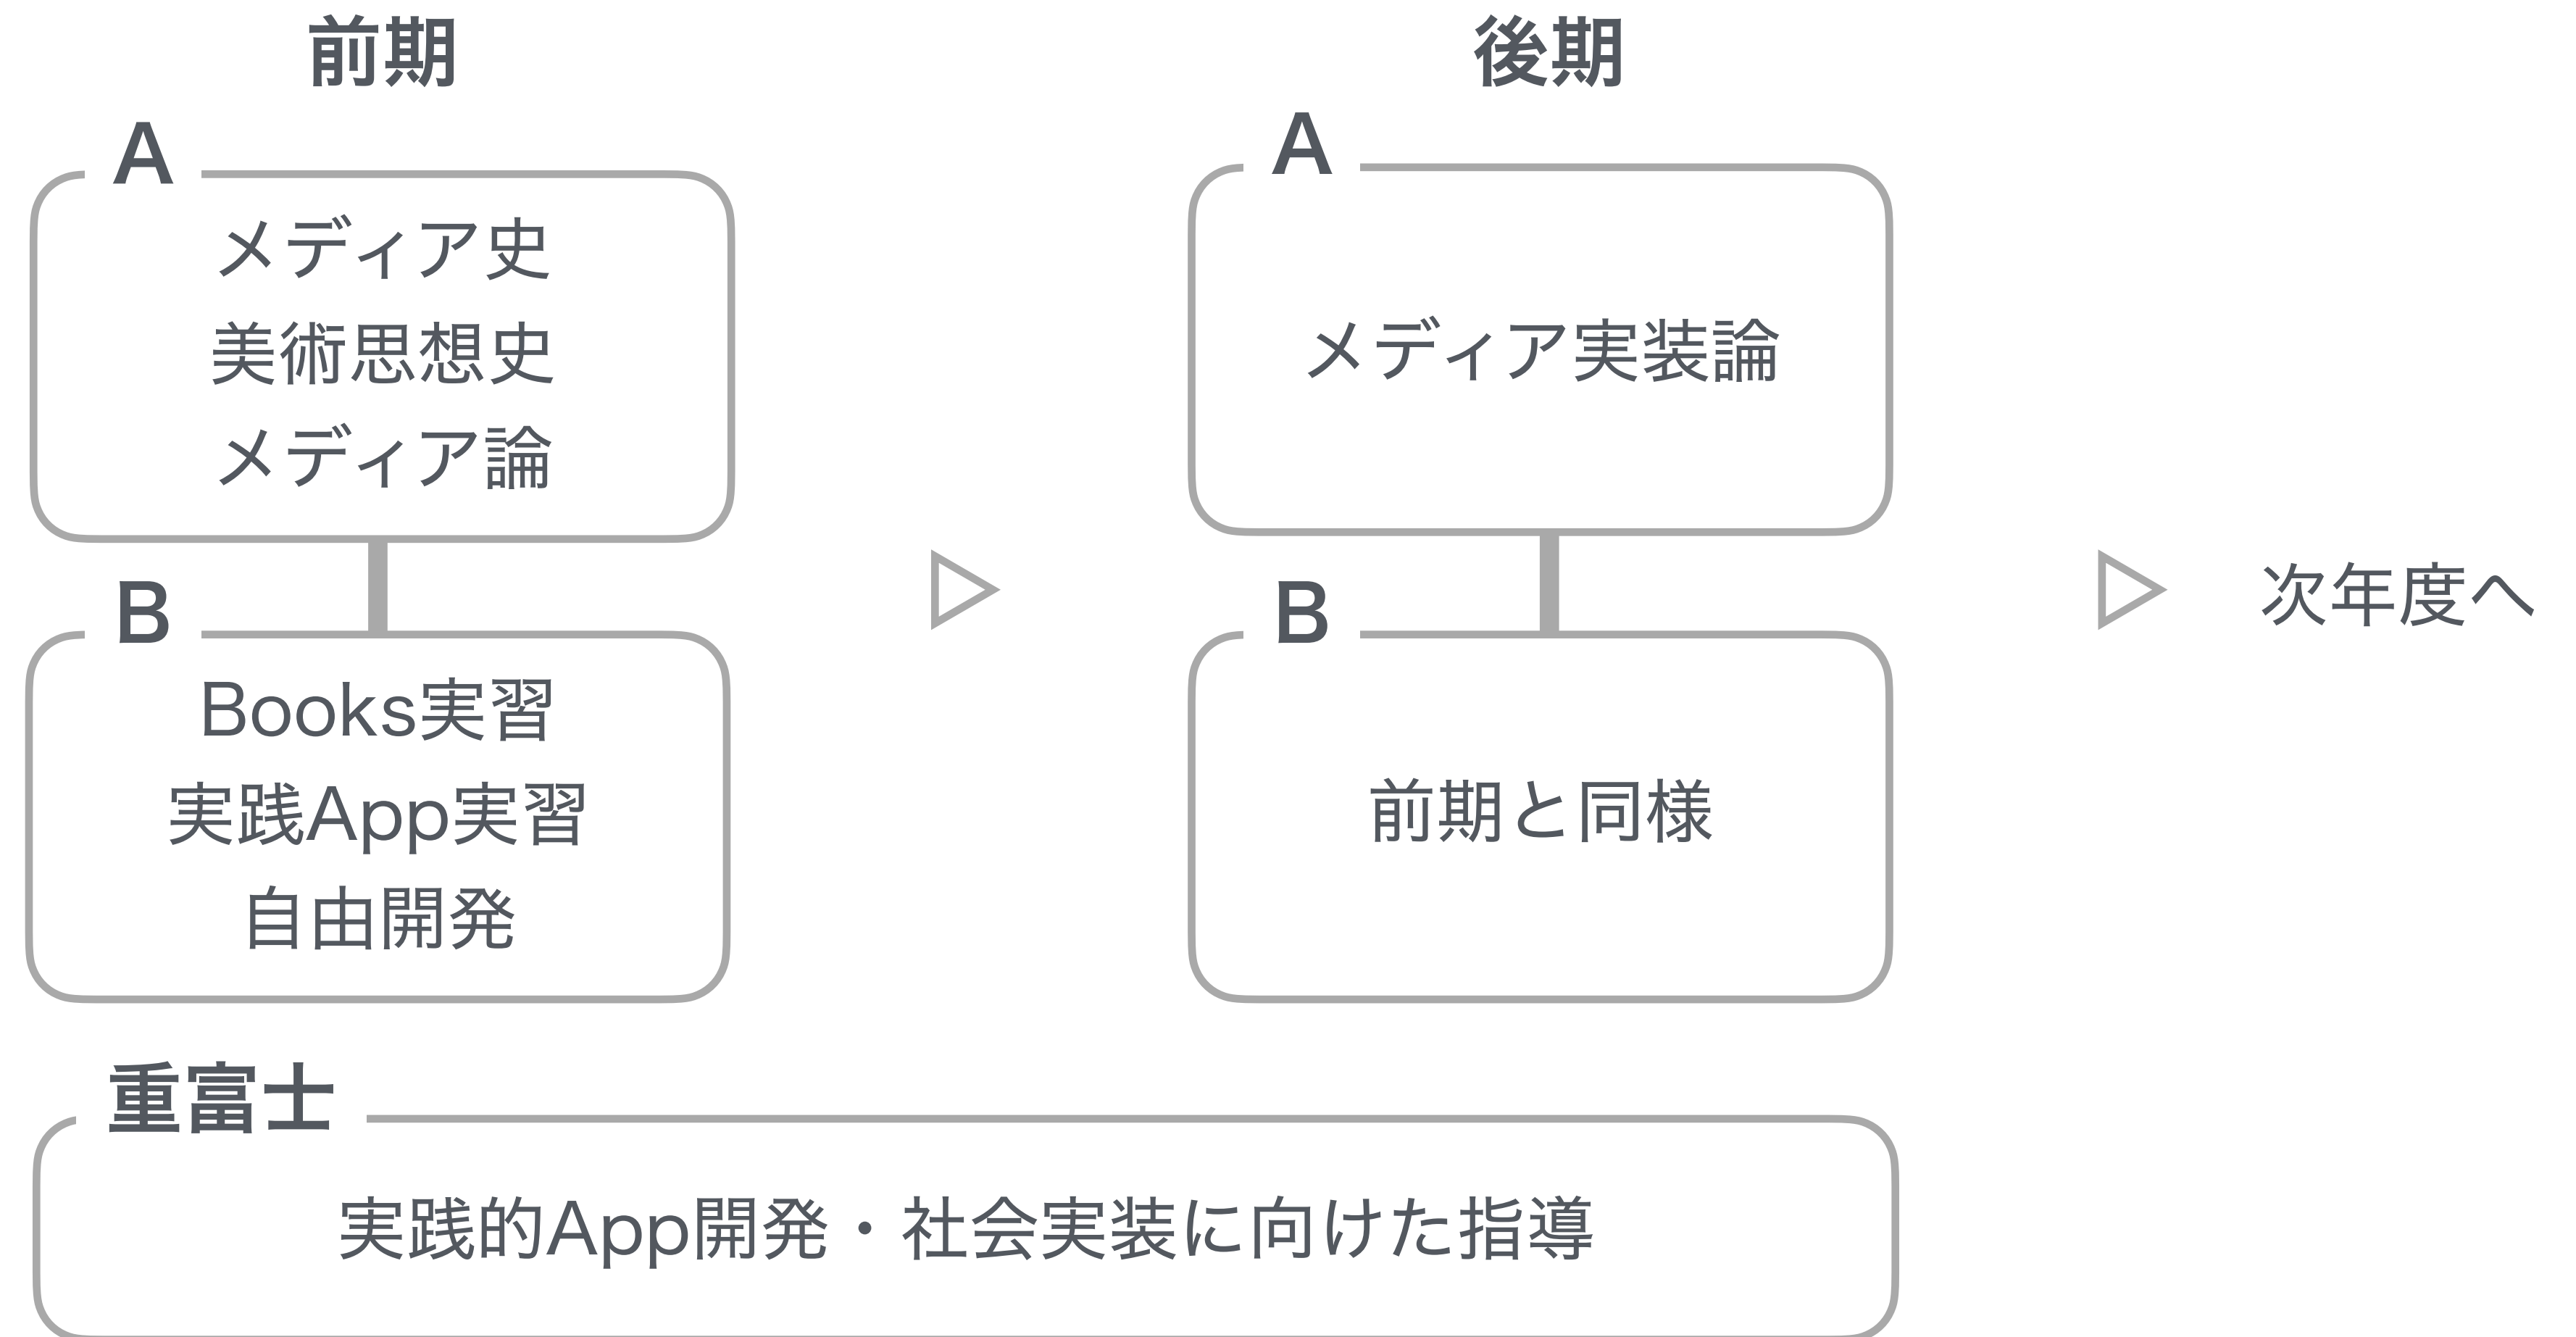 前期
A
メディア史
美術思想史
メディア論
B
Books実習
実践App実習
自由開発
後期
A
メディア実装論
B
前期と同様
次年度へ
重富士
実践的App開発・社会実装に向けた指導